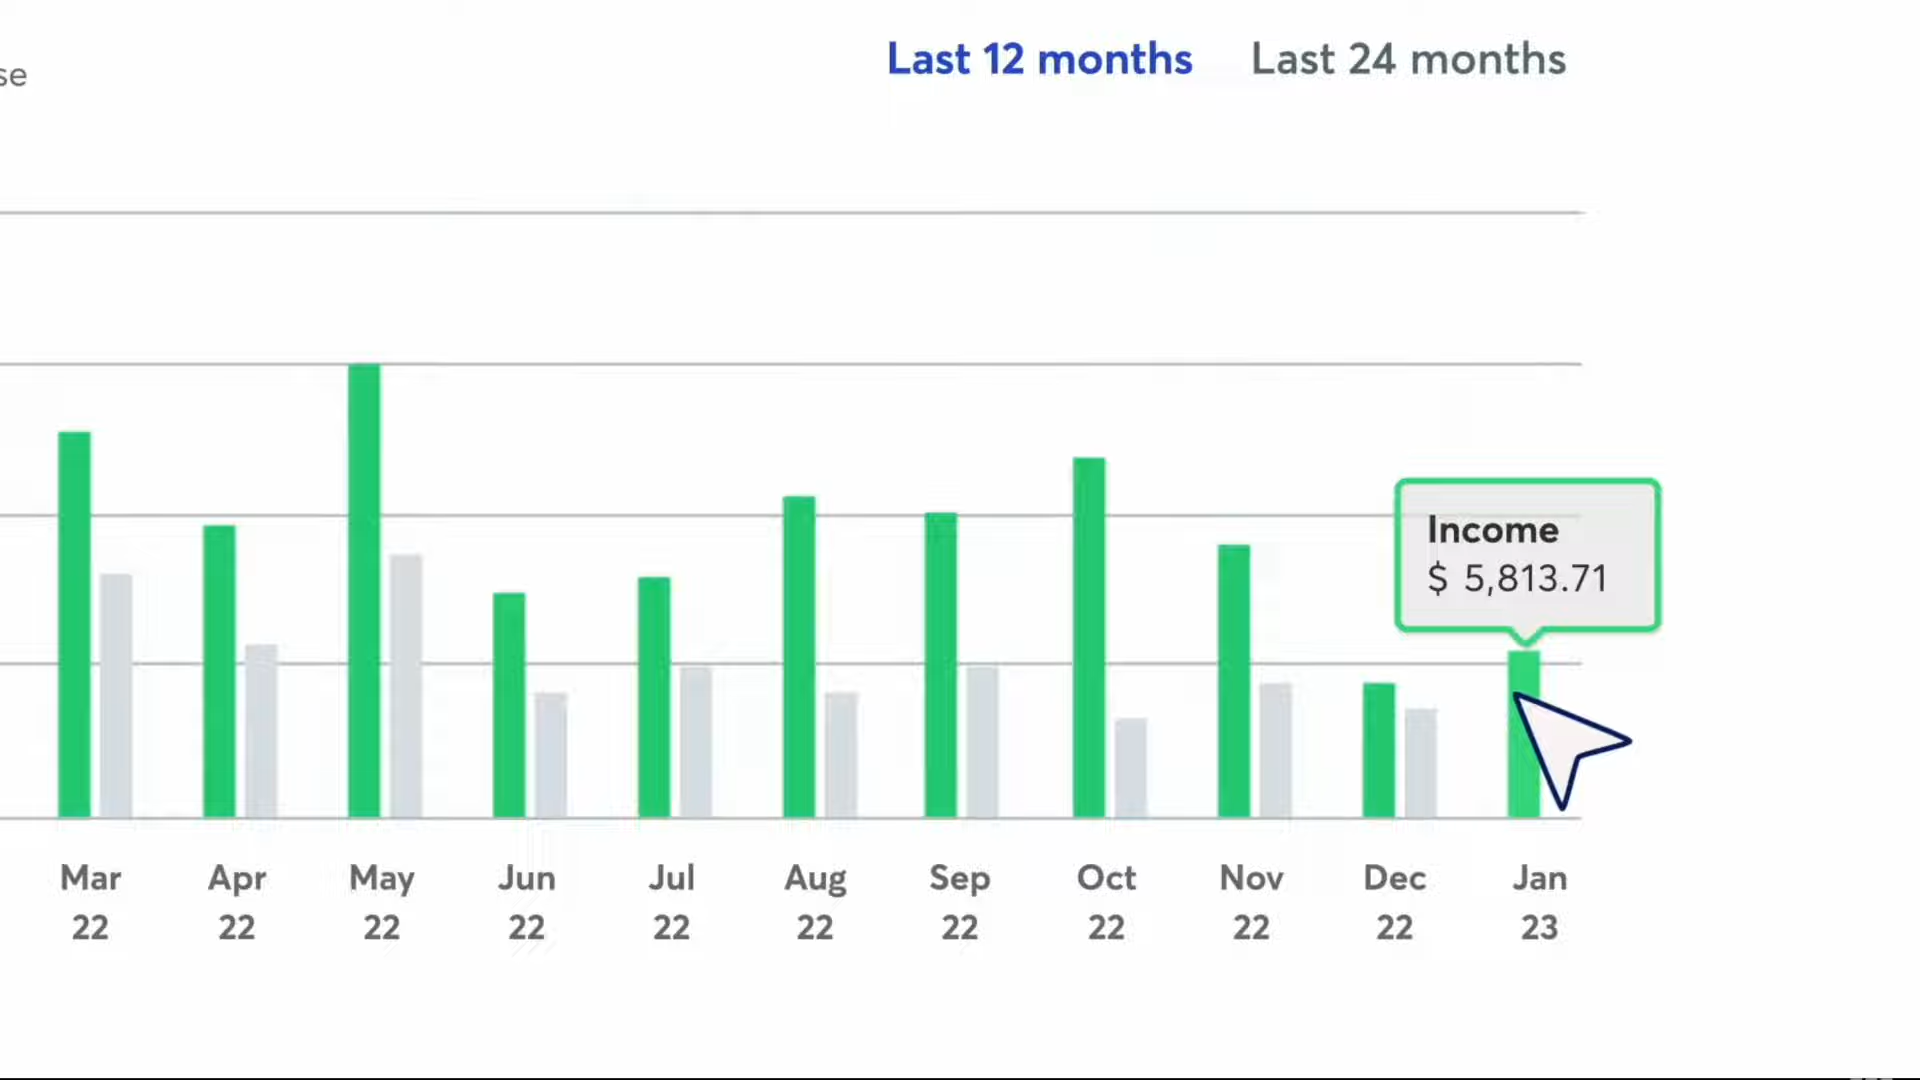 se
Last 12 months Last 24 months
Income
$ 5,813.71
Mar Apr May Jun Jul Aug Sep Oct Nov Dec Jan
22 22 22 22 22 22 22 22 22 22 23